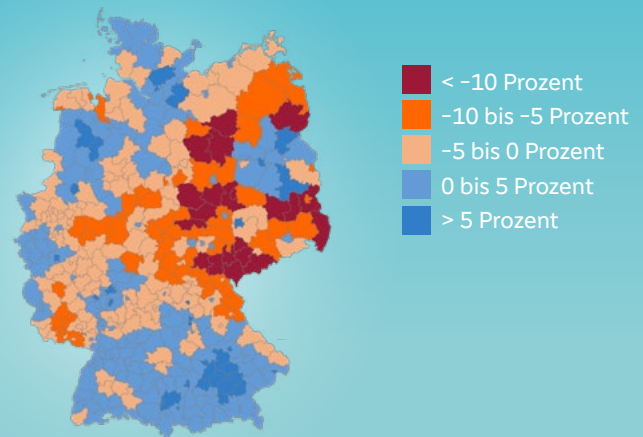 < -10 Prozent
-10 bis -5 Prozent
-5 bis 0 Prozent
0 bis 5 Prozent
> 5 Prozent